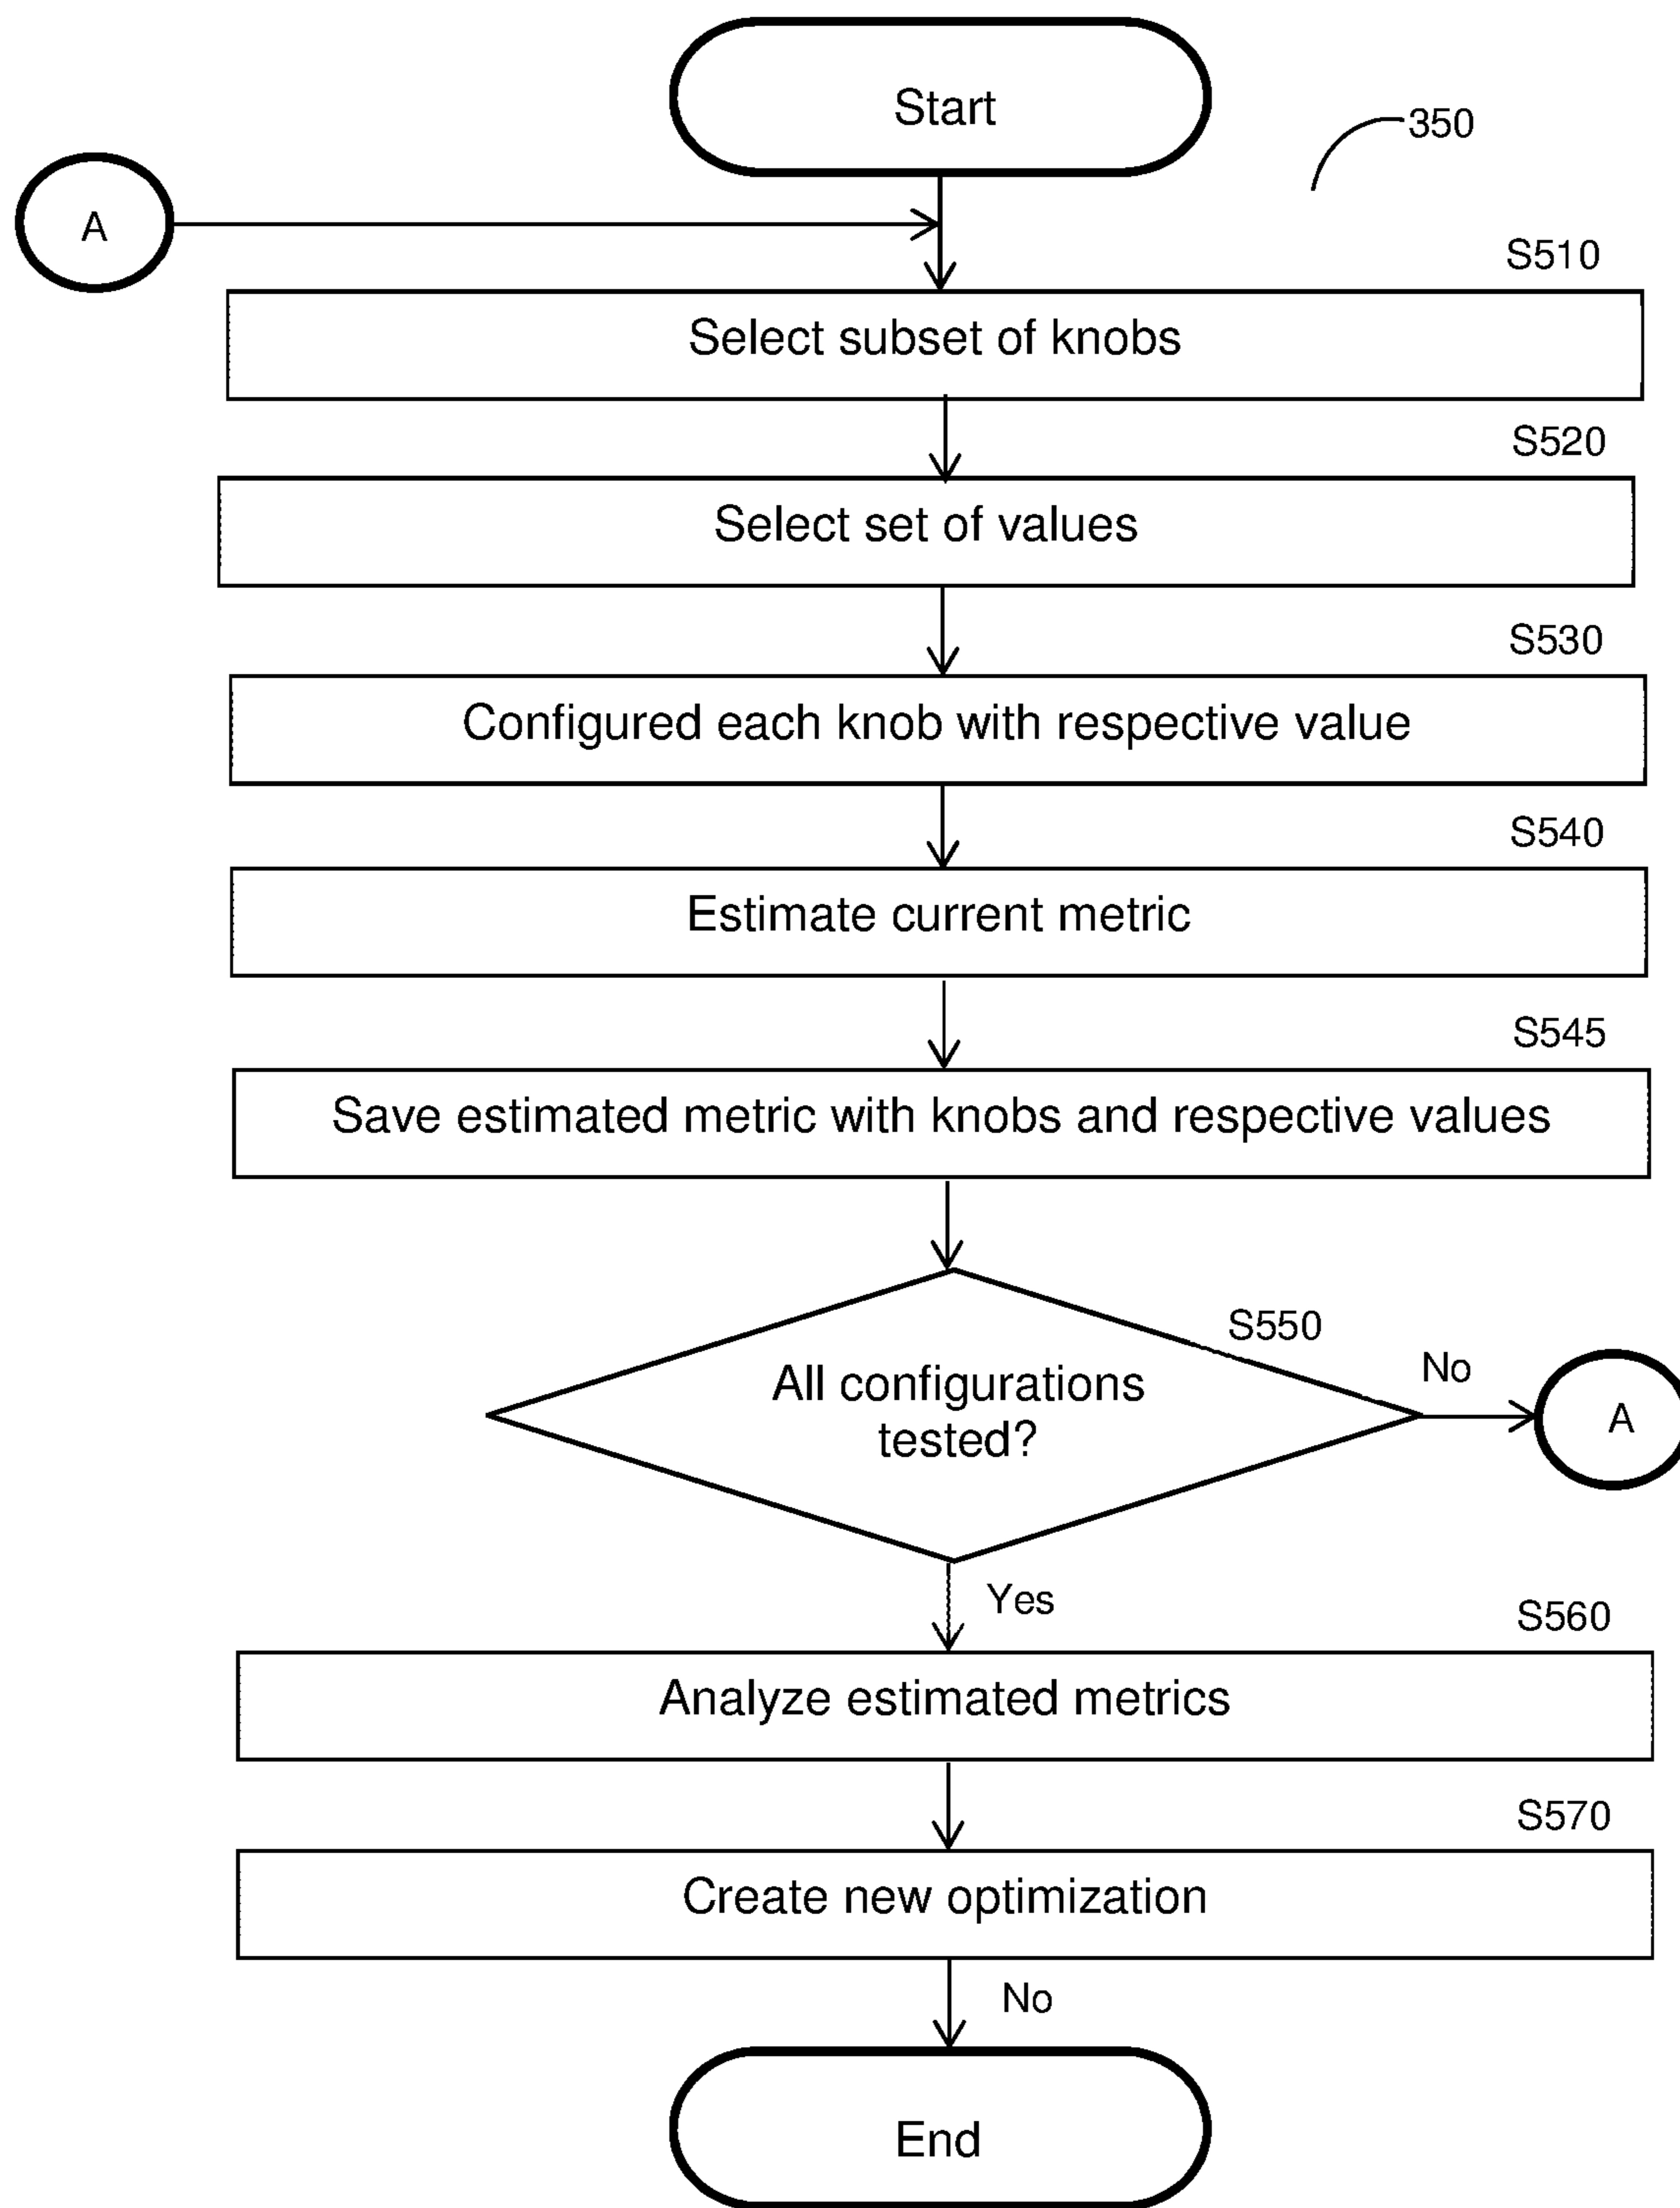 Start
350
A
S510
Select subset of knobs
S520
Select set of values
S530
Configured each knob with respective value
S540
Estimate current metric
S545
Save estimated metric with knobs and respective values
S550
All configurations
tested?
No
A
Yes
S560
Analyze estimated metrics
S570
Create new optimization
No
End